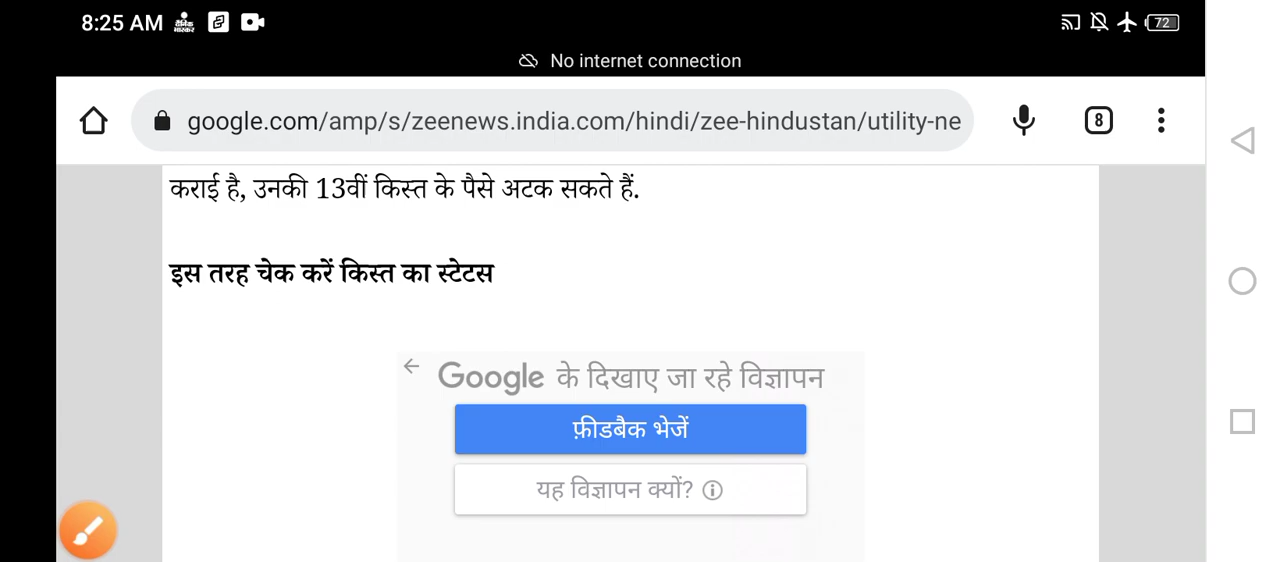 8:25 AM
72
No internet connection
google.com/amp/s/zeenews.india.com/hindi/zee-hindustan/utility-ne
8
कराई है, उनकी 13वीं किस्त के पैसे अटक सकते हैं.
इस तरह चेक करें किस्त का स्टेटस
Google के दिखाए जा रहे विज्ञापन
फ़ीडबैक भेजें
यह विज्ञापन क्यों?